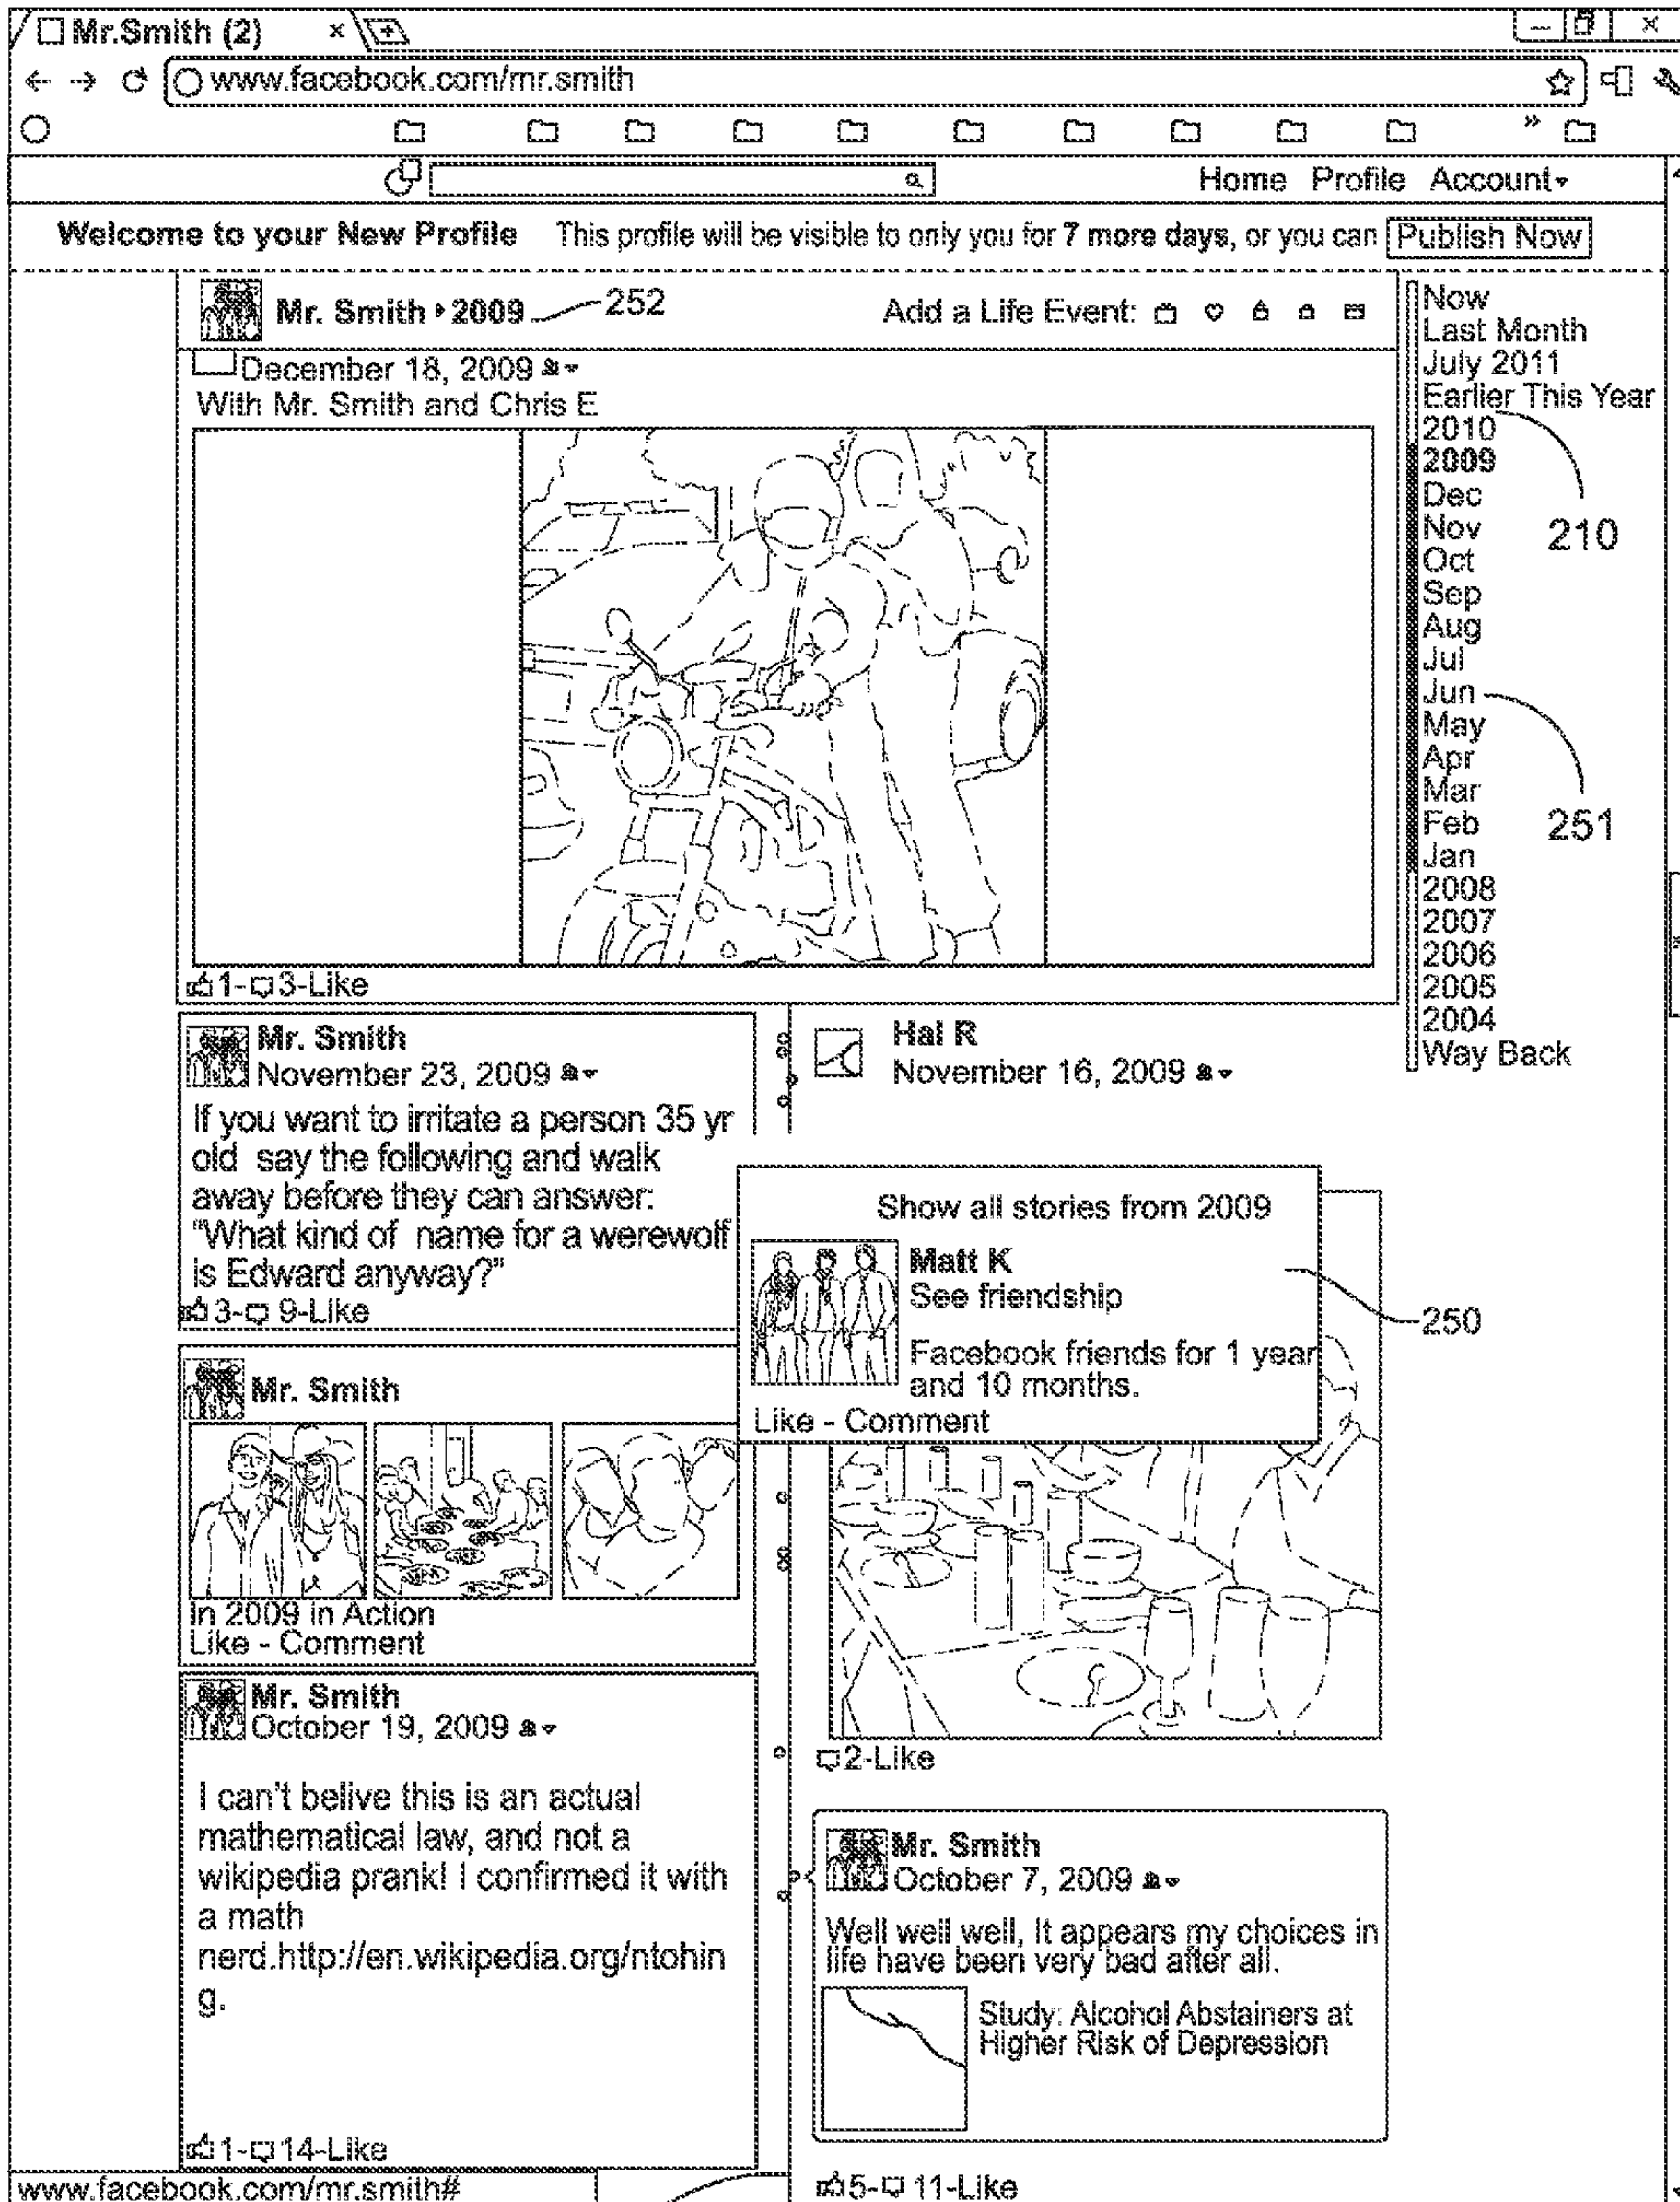 Mr.Smith (2)
www.facebook.com/mr.smith
Home Profile Account
Welcome to your New Profile This profile will be visible to only you for 7 more days, or you can Publish Now
Mr. Smith 2009 252 Add a Life Event:
December 18, 2009
With Mr. Smith and Chris E
1- 3-Like
Now
Last Month
July 2011
Earlier This Year
2010
2009
Dec
Nov
210
Oct
Sep
Aug
Jul
Jun
May
Apr
Mar
Feb
251
Jan
2008
2007
2006
2005
2004
Way Back
Mr. Smith
November 23, 2009
If you want to irritate a person 35 yr
old say the following and walk
away before they can answer:
"What kind of name for a werewolf
is Edward anyway?"
3- 9-Like
Hal R
November 16, 2009
Show all stories from 2009
Matt K
See friendship
Facebook friends for 1 year
and 10 months.
Like - Comment
250
Mr. Smith
In 2009 in Action
Like - Comment
2-Like
Mr. Smith
October 19, 2009
I can't belive this is an actual
mathematical law, and not a
wikipedia prank! I confirmed it with
a math
nerd.http://en.wikipedia.org/ntohin
g.
1- 14-Like
Mr. Smith
October 7, 2009
Well well well, It appears my choices in
life have been very bad after all.
Study: Alcohol Abstainers at
Higher Risk of Depression
5- 11-Like
www.facebook.com/mr.smith#